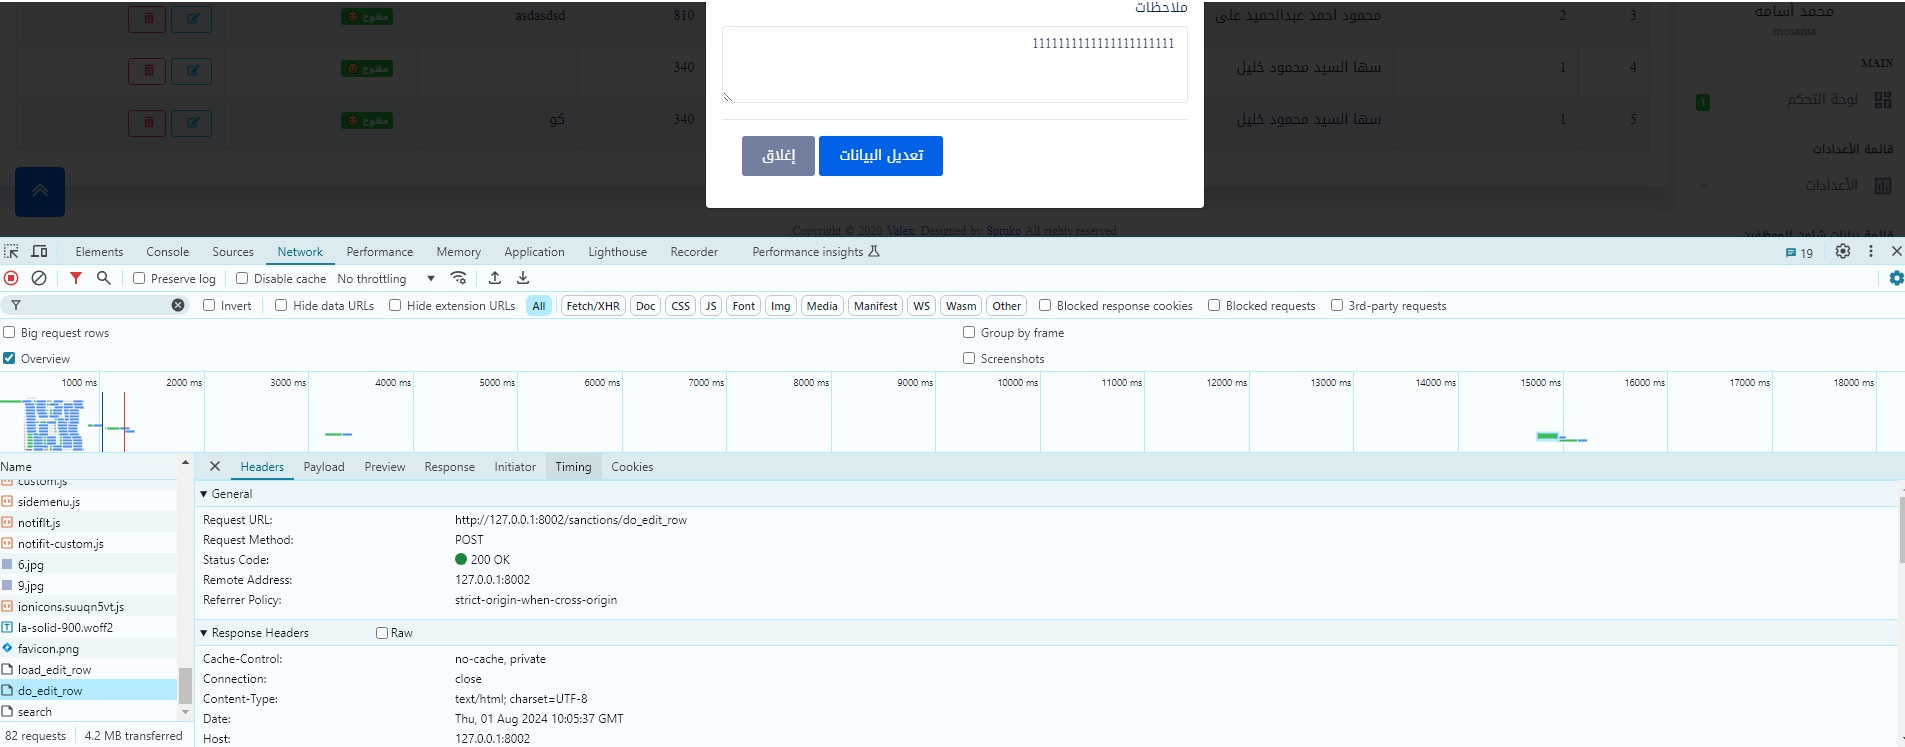 ملاحظات
محمد أسامه
3 2 محمود احمد عبدالحميد على 810 asdasdsd مفتوح
mosama
1111111111111111111111
MAIN
4 1 سها السيد محمود خليل 340 مفتوح
لوحة التحكم 1
5 1 سها السيد محمود خليل 340 كو مفتوح
قائمة الأعدادات
تعديل البيانات إغلاق
الأعدادات
Copyright © 2020 Valex. Designed by Spruko All rights reserved.
قائمة بيانات شئون الموظفين
Elements Console Sources Network Performance Memory Application Lighthouse Recorder Performance insights 19
Preserve log Disable cache No throttling
Invert Hide data URLs Hide extension URLs All Fetch/XHR Doc CSS JS Font Img Media Manifest WS Wasm Other Blocked response cookies Blocked requests 3rd-party requests
Big request rows Group by frame
Overview Screenshots
1000 ms 2000 ms 3000 ms 4000 ms 5000 ms 6000 ms 7000 ms 8000 ms 9000 ms 10000 ms 11000 ms 12000 ms 13000 ms 14000 ms 15000 ms 16000 ms 17000 ms 18000 ms
Name
custom.js
sidemenu.js
notifIt.js
notifit-custom.js
6.jpg
9.jpg
ionicons.suuqn5vt.js
la-solid-900.woff2
favicon.png
load_edit_row
do_edit_row
search
82 requests 4.2 MB transferred
Headers Payload Preview Response Initiator Timing Cookies
General
Request URL: http://127.0.0.1:8002/sanctions/do_edit_row
Request Method: POST
Status Code: 200 OK
Remote Address: 127.0.0.1:8002
Referrer Policy: strict-origin-when-cross-origin
Response Headers Raw
Cache-Control: no-cache, private
Connection: close
Content-Type: text/html; charset=UTF-8
Date: Thu, 01 Aug 2024 10:05:37 GMT
Host: 127.0.0.1:8002